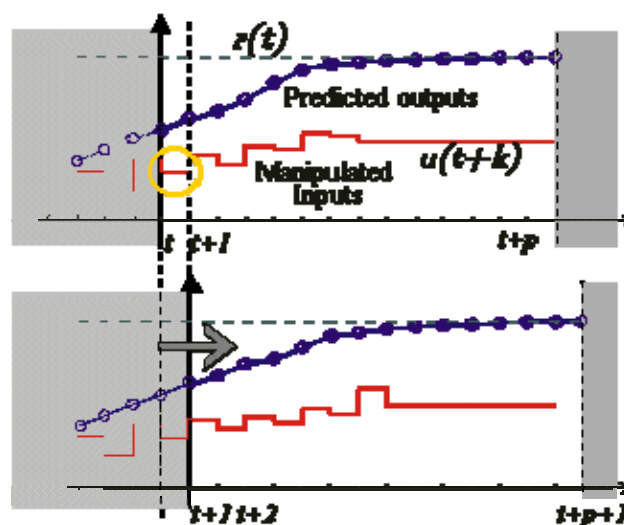 r(t)
Predicted outputs
u(t+k)
Manipulated
Inputs
t t+1 t+p
t+1 t+2 t+p+1